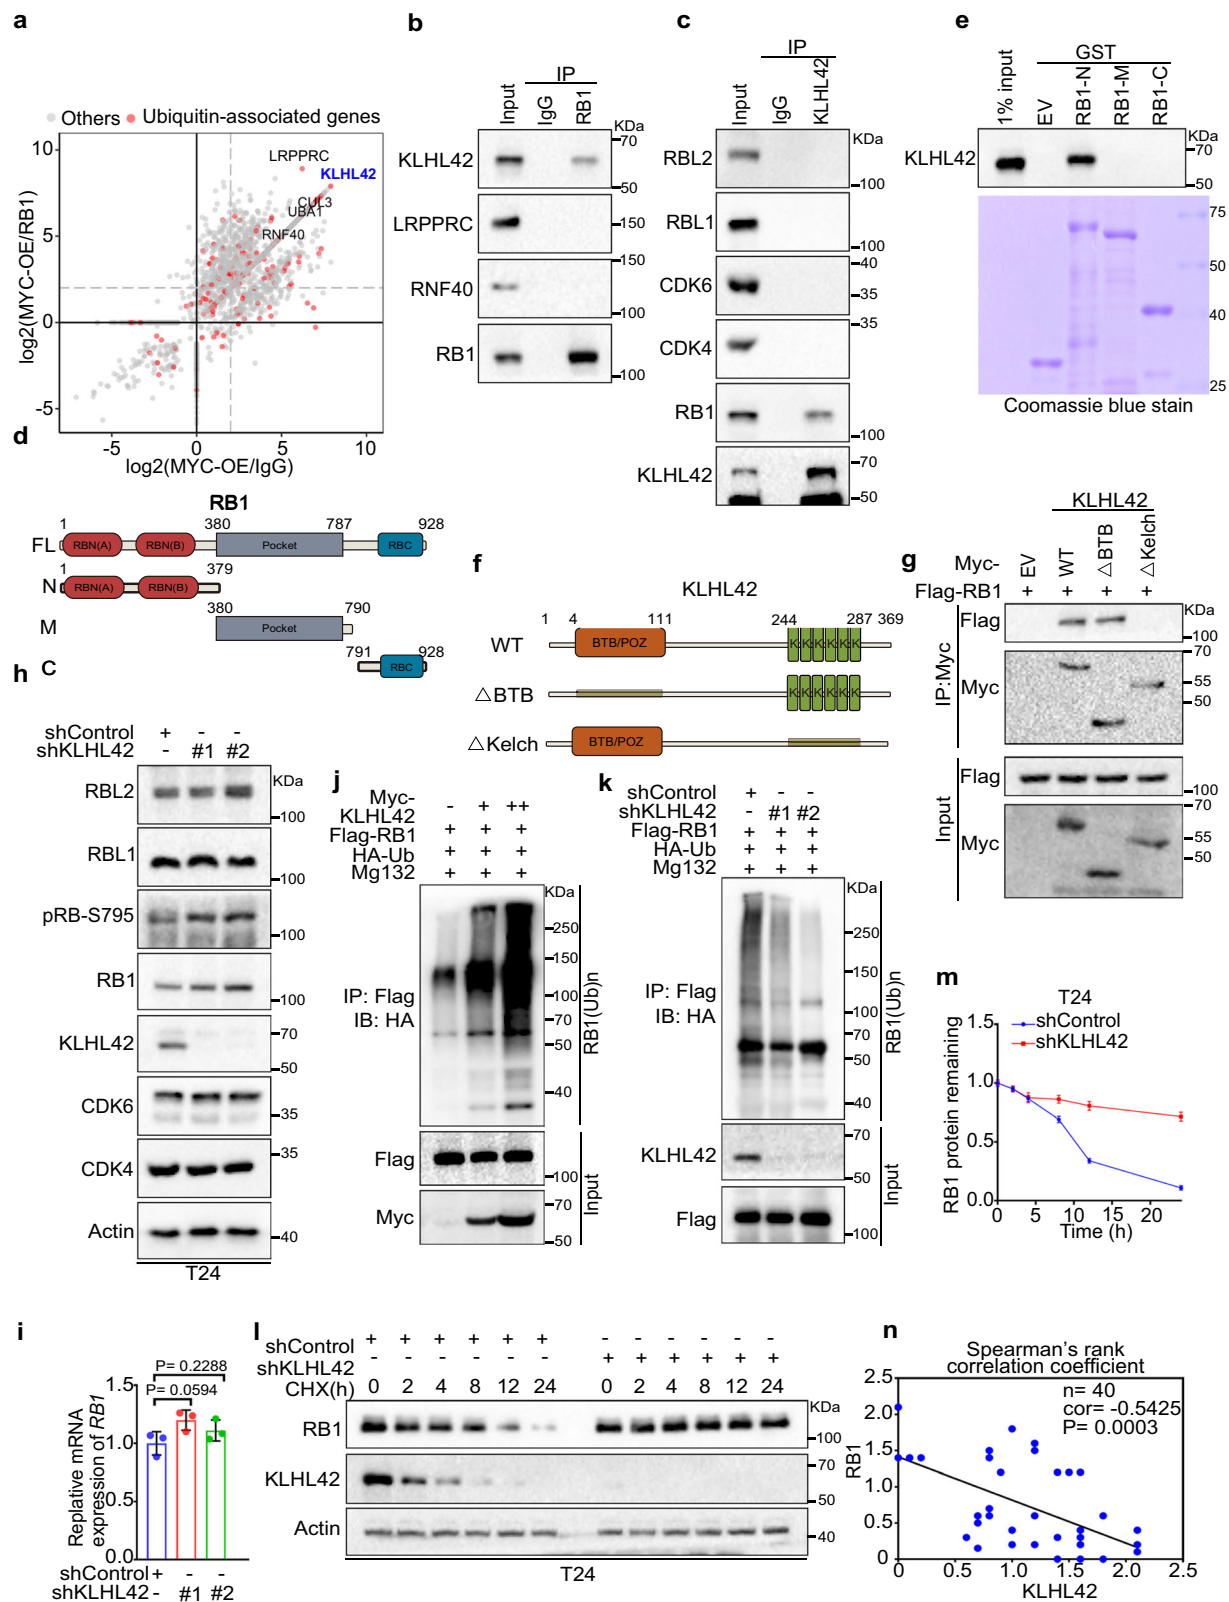 a
Others Ubiquitin-associated genes
10
5
0
-5
log2(MYC-OE/RB1)
LRPPRC
KLHL42
CUL3
UBA1
RNF40
-5 0 5 10
log2(MYC-OE/IgG)
b
IP
Input IgG RB1
KDa
KLHL42
70
50
LRPPRC
150
RNF40
150
100
RB1
100
c
IP
Input IgG KLHL42
KDa
RBL2
100
RBL1
100
CDK6
40
35
CDK4
35
RB1
100
KLHL42
70
50
e
GST
1% input EV RB1-N RB1-M RB1-C
KDa
KLHL42
70
50
75
50
40
25
Coomassie blue stain
d
RB1
1 380 787 928
FL RBN(A) RBN(B) Pocket RBC
1 379
N RBN(A) RBN(B)
380 790
M Pocket
791 928
C RBC
f
KLHL42
1 4 111 244 287 369
WT BTB/POZ K K K K K K
△BTB K K K K K K
△Kelch BTB/POZ
g
KLHL42
Myc- EV WT △BTB △Kelch
Flag-RB1 + + + +
KDa
IP:Myc
Flag
100
Myc
70
55
50
Input
Flag
100
Myc
55
50
h
shControl + - -
shKLHL42 - #1 #2
KDa
RBL2
100
RBL1
100
pRB-S795
100
RB1
100
KLHL42
70
50
CDK6
35
CDK4
35
Actin
40
T24
j
Myc-
KLHL42 - + ++
Flag-RB1 + + +
HA-Ub + + +
Mg132 + + +
KDa
IP: Flag
IB: HA
250
150
100
70
50
40
RB1(Ub)n
Flag
100
Myc
70
50
Input
k
shControl + - -
shKLHL42 - #1 #2
Flag-RB1 + + +
HA-Ub + + +
Mg132 + + +
KDa
IP: Flag
IB: HA
250
150
100
70
50
40
RB1(Ub)n
KLHL42
70
50
Flag
100
Input
m
T24
shControl
shKLHL42
1.5
1.0
0.5
0.0
RB1 protein remaining
0 5 10 15 20
Time (h)
i
P= 0.2288
P= 0.0594
1.5
1.0
0.5
0.0
Replative mRNA
expression of RB1
shControl + - -
shKLHL42 - #1 #2
l
shControl + + + + + + - - - - - -
shKLHL42 - - - - - - + + + + + +
CHX(h) 0 2 4 8 12 24 0 2 4 8 12 24
KDa
RB1
100
KLHL42
70
50
Actin
40
T24
n
Spearman's rank
correlation coefficient
n= 40
cor= -0.5425
P= 0.0003
2.5
2.0
1.5
1.0
0.5
0
RB1
0 0.5 1.0 1.5 2.0 2.5
KLHL42